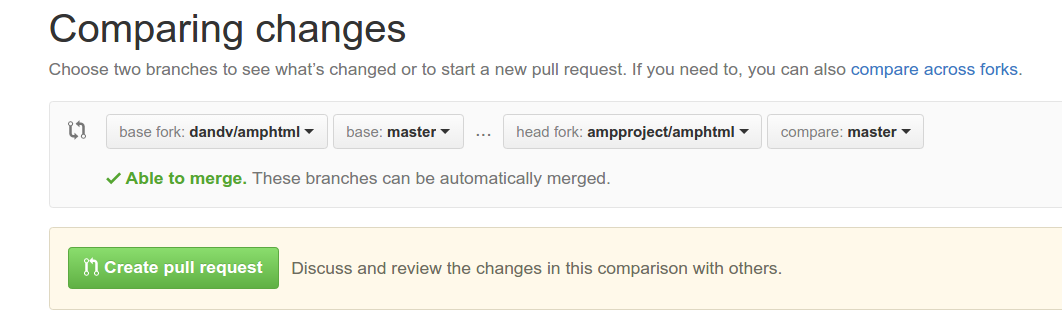 Comparing changes
Choose two branches to see what’s changed or to start a new pull request. If you need to, you can also compare across forks.
base fork: dandv/amphtml base: master ... head fork: ampproject/amphtml compare: master
Able to merge. These branches can be automatically merged.
Create pull request Discuss and review the changes in this comparison with others.